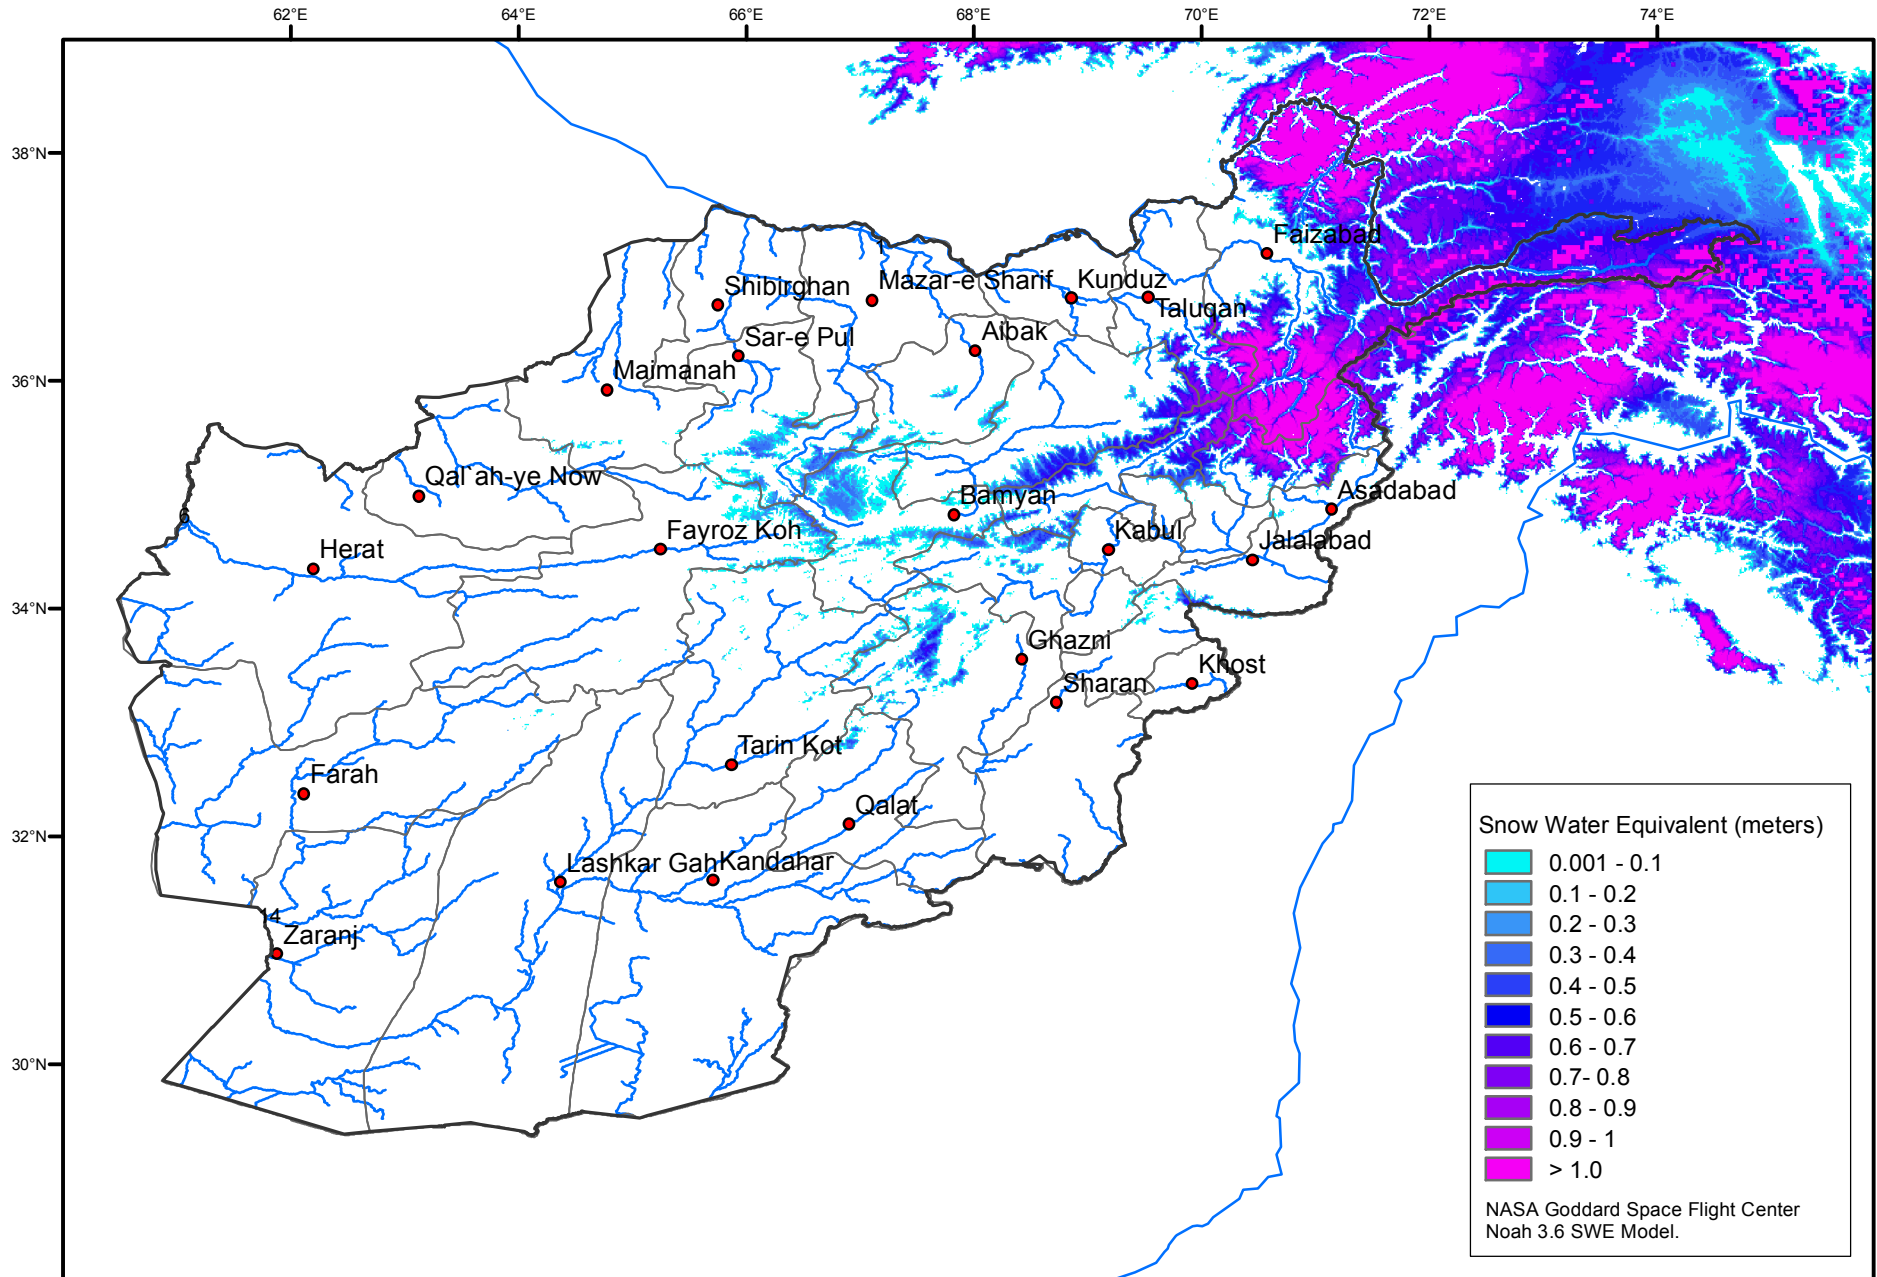 62°E 64°E 66°E 68°E 70°E 72°E 74°E
38°N
36°N
34°N
32°N
30°N
Faizabad
1
Shibirghan
Mazar-e Sharif
Kunduz
Taluqan
Sar-e Pul
Aibak
Maimanah
Qal`ah-ye Now
Bamyan
Asadabad
6
Fayroz Koh
Kabul
Jalalabad
Herat
Ghazni
Khost
Sharan
Tarin Kot
Farah
Qalat
Lashkar Gah
Kandahar
14
Zaranj
Snow Water Equivalent (meters)
0.001 - 0.1
0.1 - 0.2
0.2 - 0.3
0.3 - 0.4
0.4 - 0.5
0.5 - 0.6
0.6 - 0.7
0.7- 0.8
0.8 - 0.9
0.9 - 1
> 1.0
NASA Goddard Space Flight Center
Noah 3.6 SWE Model.